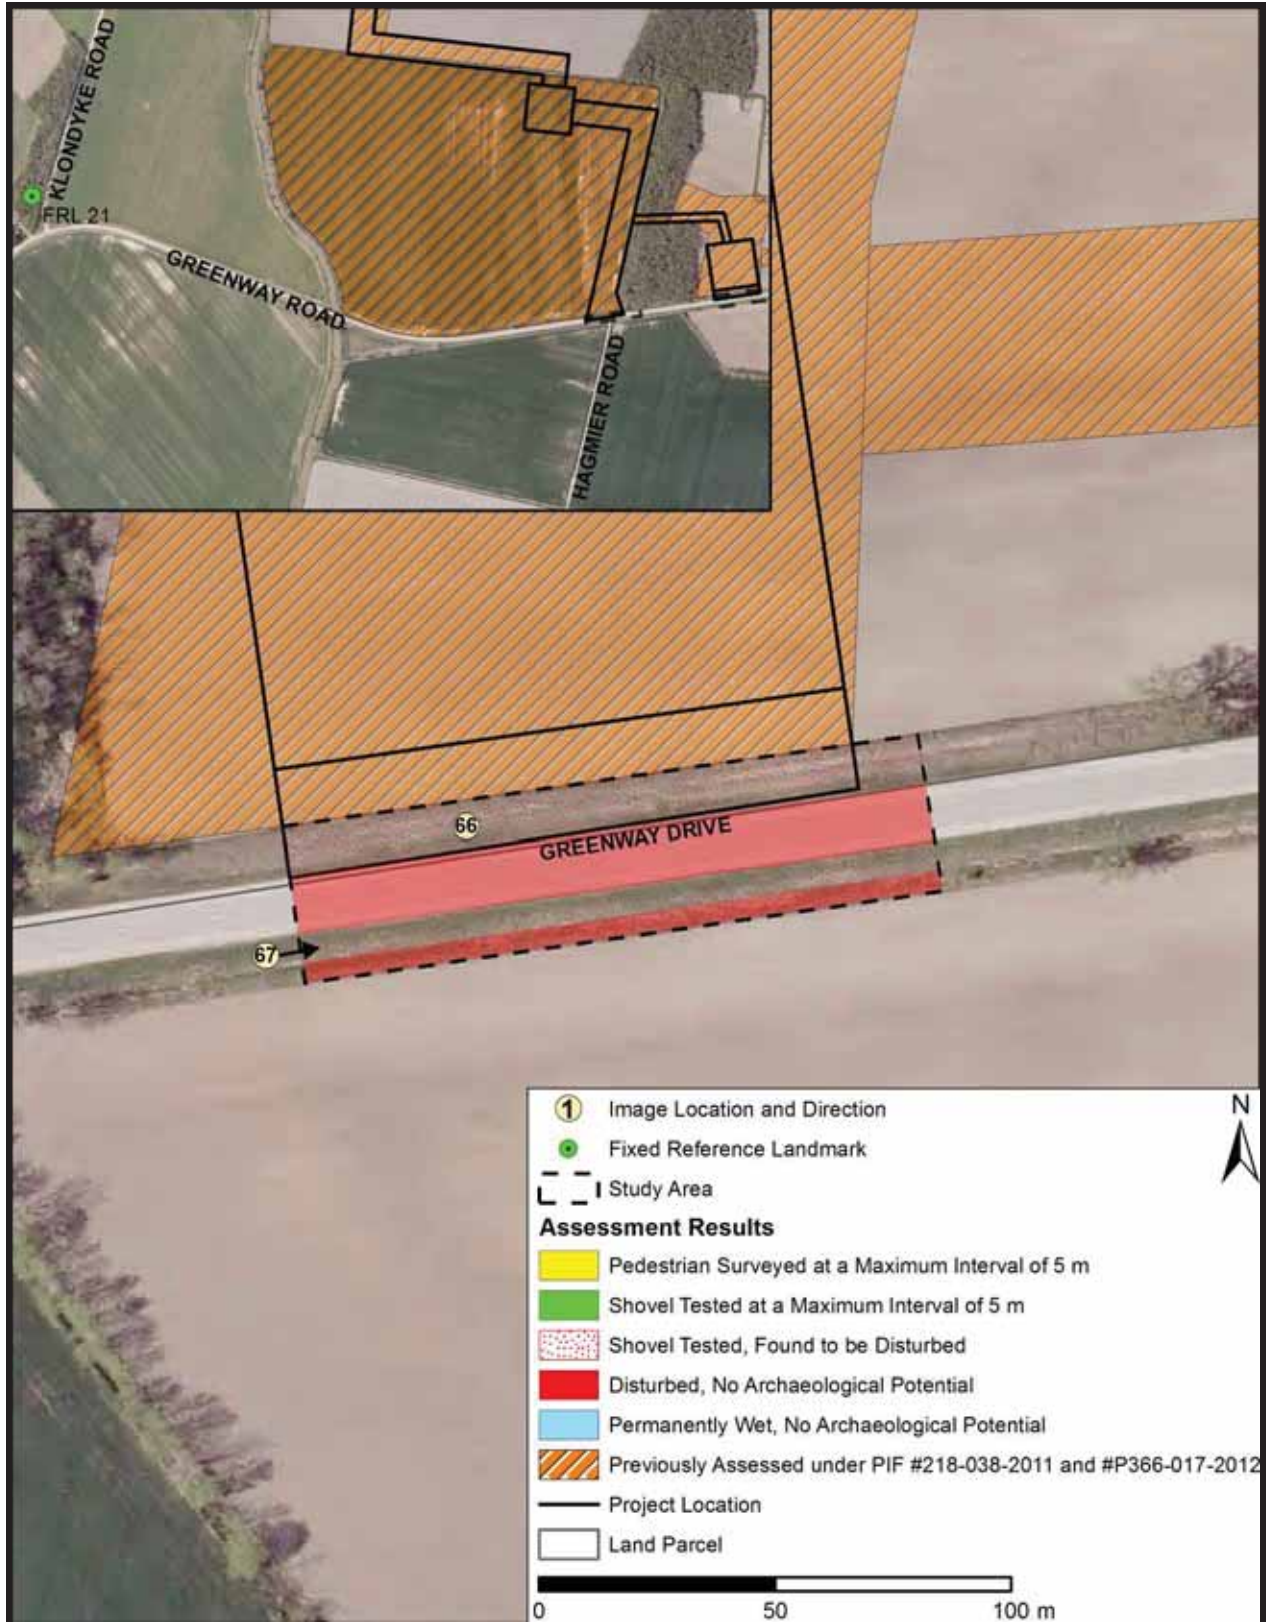 KLONDYKE ROAD
FRL 21
GREENWAY ROAD
HAGMIER ROAD
66
GREENWAY DRIVE
67
1 Image Location and Direction
N
Fixed Reference Landmark
Study Area
Assessment Results
Pedestrian Surveyed at a Maximum Interval of 5 m
Shovel Tested at a Maximum Interval of 5 m
Shovel Tested, Found to be Disturbed
Disturbed, No Archaeological Potential
Permanently Wet, No Archaeological Potential
Previously Assessed under PIF #218-038-2011 and #P366-017-2012
Project Location
Land Parcel
0 50 100 m